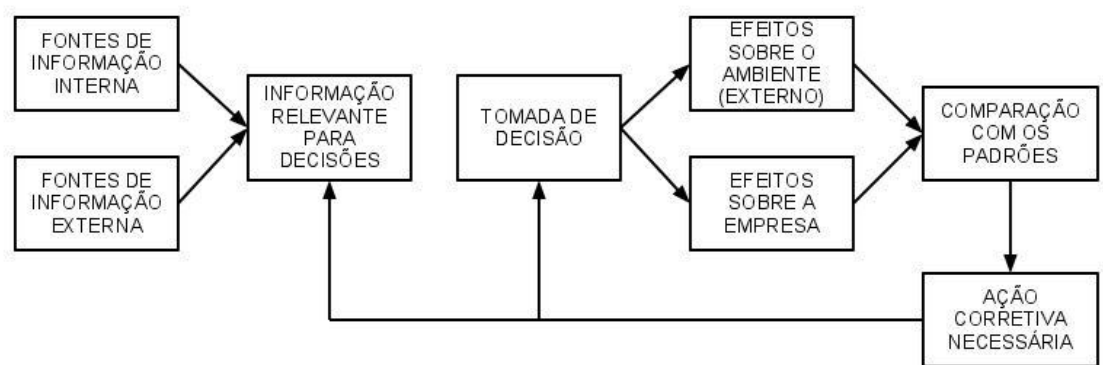 FONTES DE
INFORMAÇÃO
INTERNA
FONTES DE
INFORMAÇÃO
EXTERNA
INFORMAÇÃO
RELEVANTE
PARA
DECISÕES
TOMADA DE
DECISÃO
EFEITOS
SOBRE O
AMBIENTE
(EXTERNO)
EFEITOS
SOBRE A
EMPRESA
COMPARAÇÃO
COM OS
PADRÕES
AÇÃO
CORRETIVA
NECESSÁRIA